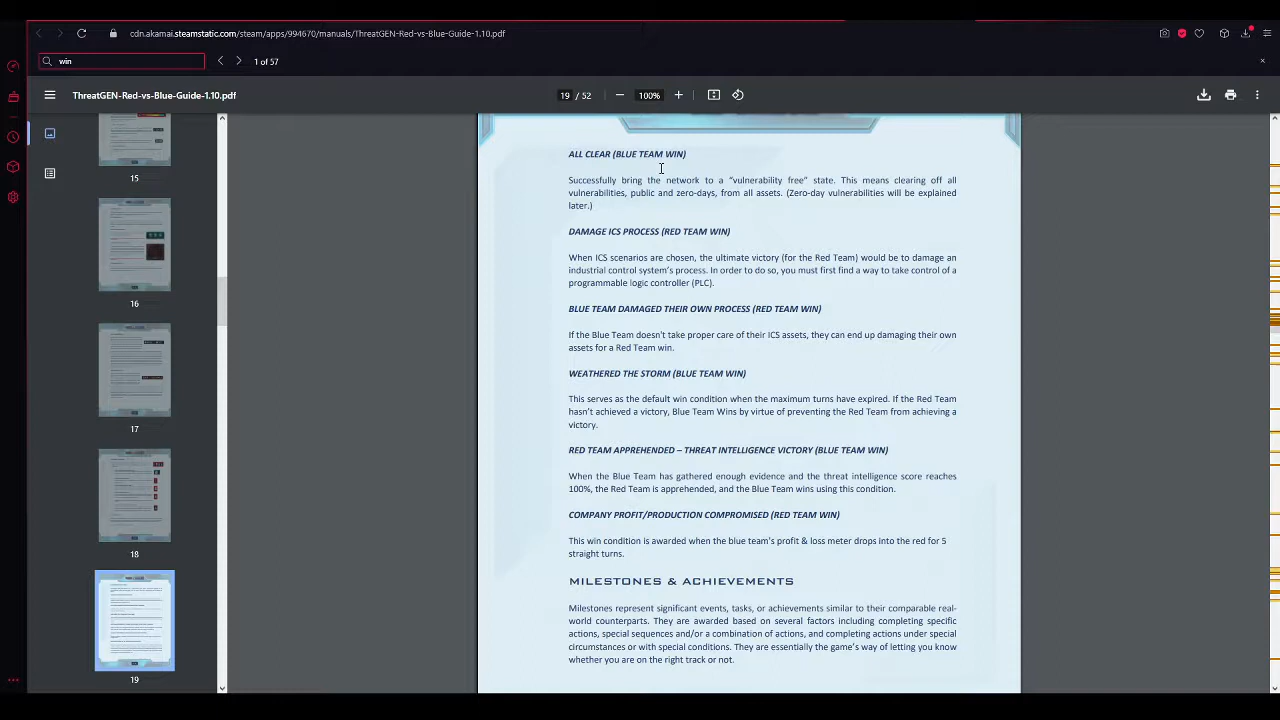 cdn.akamai.steamstatic.com/steam/apps/994670/manuals/ThreatGEN-Red-vs-Blue-Guide-1.10.pdf
win
1 of 57
ThreatGEN-Red-vs-Blue-Guide-1.10.pdf
19 / 52
100%
15
16
17
18
19
ALL CLEAR (BLUE TEAM WIN)
Successfully bring the network to a “vulnerability free” state. This means clearing off all
vulnerabilities, public and zero-days, from all assets. (Zero-day vulnerabilities will be explained
later.)
DAMAGE ICS PROCESS (RED TEAM WIN)
When ICS scenarios are chosen, the ultimate victory (for the Red Team) would be to damage an
industrial control system’s process. In order to do so, you must first find a way to take control of a
programmable logic controller (PLC).
BLUE TEAM DAMAGED THEIR OWN PROCESS (RED TEAM WIN)
If the Blue Team doesn’t take proper care of their ICS assets, they can end up damaging their own
assets for a Red Team win.
WEATHERED THE STORM (BLUE TEAM WIN)
This serves as the default win condition when the maximum turns have expired. If the Red Team
hasn’t achieved a victory, Blue Team Wins by virtue of preventing the Red Team from achieving a
victory.
RED TEAM APPREHENDED – THREAT INTELLIGENCE VICTORY (BLUE TEAM WIN)
When the Blue Team has gathered enough evidence and the threat intelligence score reaches
100%, the Red Team is apprehended, and the Blue Team wins using this condition.
COMPANY PROFIT/PRODUCTION COMPROMISED (RED TEAM WIN)
This win condition is awarded when the blue team’s profit & loss meter drops into the red for 5
straight turns.
MILESTONES & ACHIEVEMENTS
Milestones represent significant events, tasks, or achievements similar to their comparable real-
world counterparts. They are awarded based on several factors including completing specific
actions, special sequences and/or a combination of actions, and completing actions under special
circumstances or with special conditions. They are essentially the game’s way of letting you know
whether you are on the right track or not.